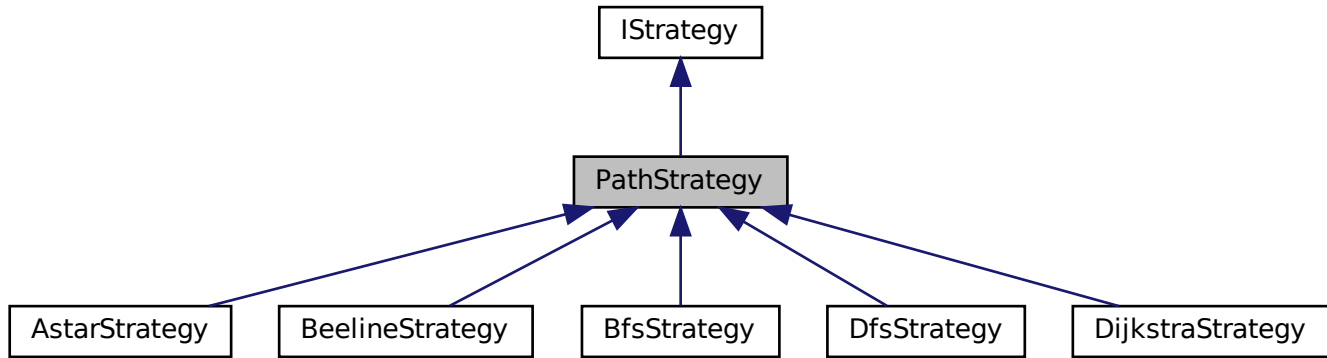 IStrategy
PathStrategy
AstarStrategy
BeelineStrategy
BfsStrategy
DfsStrategy
DijkstraStrategy